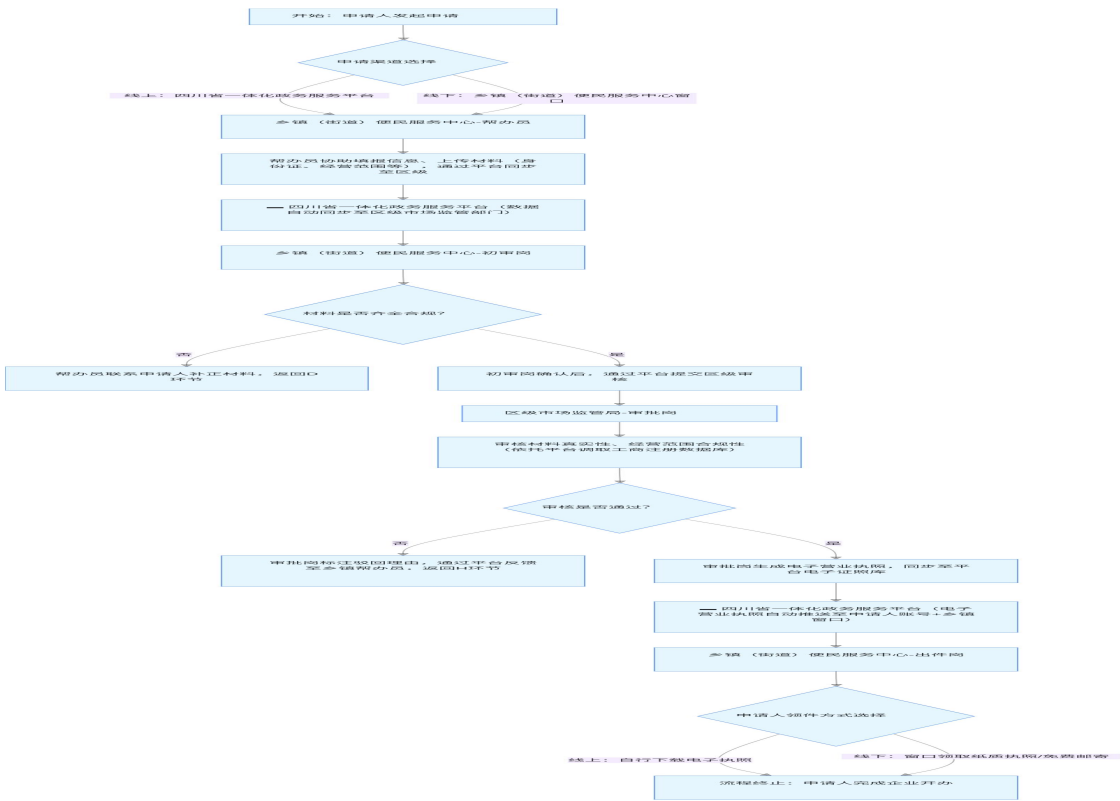 开始：申请人发起申请
申请渠道选择
线上：四川省一体化政务服务平台
线下：乡镇（街道）便民服务中心窗
口
乡镇（街道）便民服务中心-帮办员
帮办员协助填报信息、上传材料（身
份证、经营范围等），通过平台同步
至区级
四川省一体化政务服务平台（数据
自动同步至区级市场监管部门）
乡镇（街道）便民服务中心-初审岗
材料是否齐全合规？
否
是
帮办员联系申请人补正材料，返回D
环节
初审岗确认后，通过平台提交区级审
核
区级市场监管局-审批岗
审核材料真实性、经营范围合规性
（依托平台调取工商注册数据库）
审核是否通过？
否
是
审批岗标注驳回理由，通过平台反馈
至乡镇帮办员，返回H环节
审批岗生成电子营业执照，同步至平
台电子证照库
四川省一体化政务服务平台（电子
营业执照自动推送至申请人账号+乡镇
窗口）
乡镇（街道）便民服务中心-出件岗
申请人领件方式选择
线上：自行下载电子执照
线下：窗口领取纸质执照/免费邮寄
流程终止：申请人完成企业开办